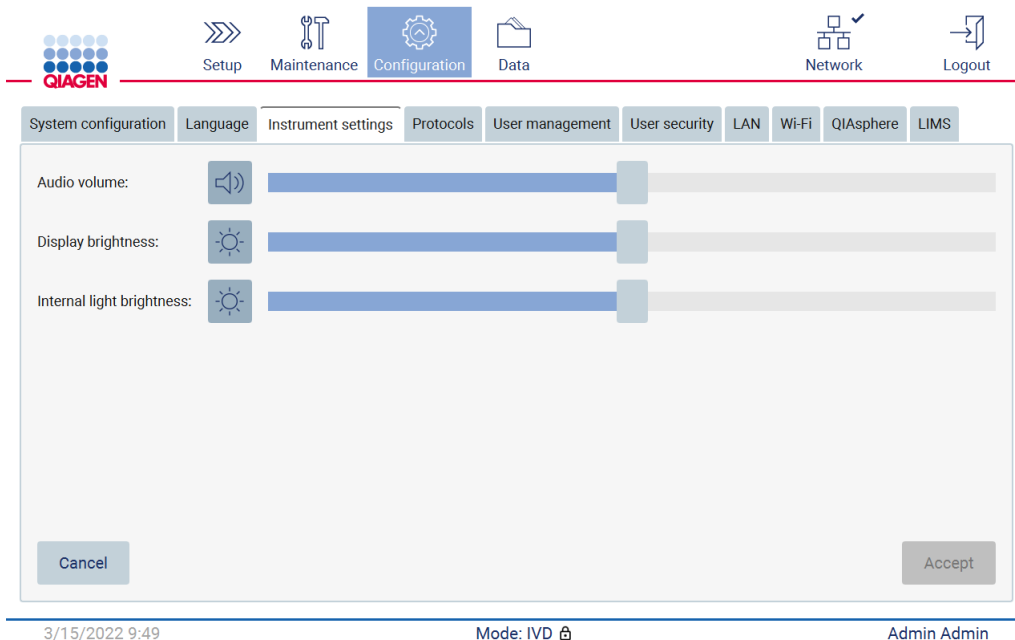 QIAGEN
Setup Maintenance Configuration Data Network Logout
System configuration Language Instrument settings Protocols User management User security LAN Wi-Fi QIAsphere LIMS
Audio volume:
Display brightness:
Internal light brightness:
Cancel Accept
3/15/2022 9:49 Mode: IVD Admin Admin